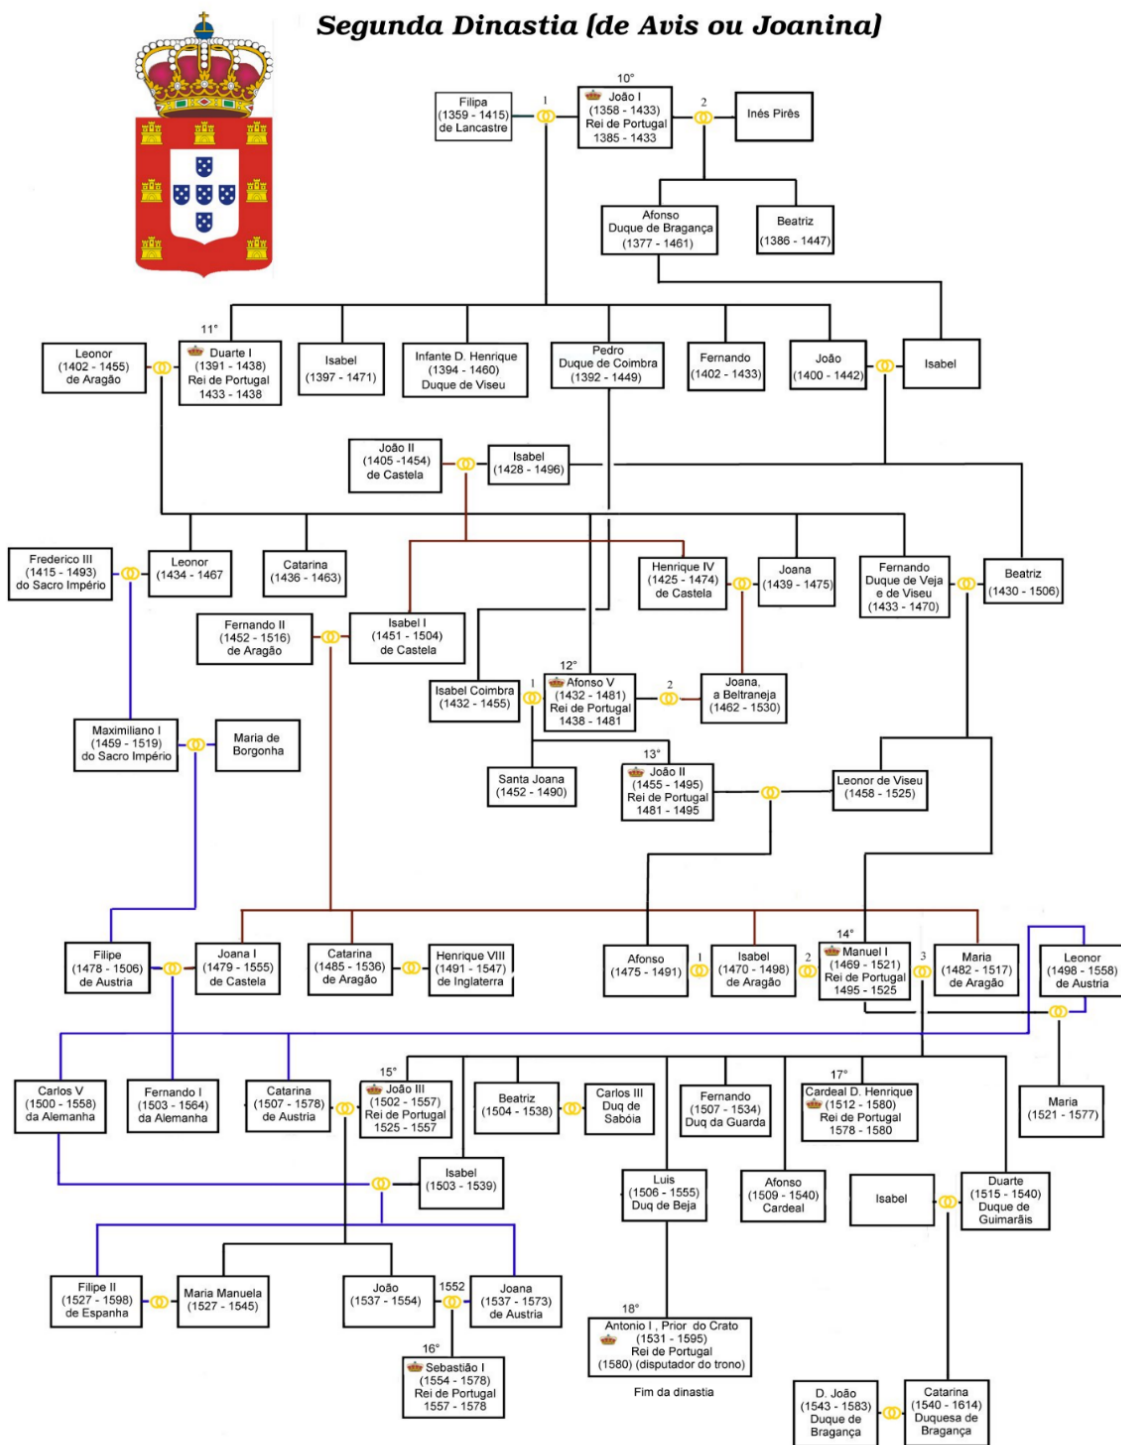 Segunda Dinastia (de Avis ou Joanina)
10°
Filipa
(1359 - 1415)
de Lancastre
1
João I
(1358 - 1433)
Rei de Portugal
1385 - 1433
2
Inés Pirês
Afonso
Duque de Bragança
(1377 - 1461)
Beatriz
(1386 - 1447)
11°
Leonor
(1402 - 1455)
de Aragão
Duarte I
(1391 - 1438)
Rei de Portugal
1433 - 1438
Isabel
(1397 - 1471)
Infante D. Henrique
(1394 - 1460)
Duque de Viseu
Pedro
Duque de Coimbra
(1392 - 1449)
Fernando
(1402 - 1433)
João
(1400 - 1442)
Isabel
João II
(1405 -1454)
de Castela
Isabel
(1428 - 1496)
Frederico III
(1415 - 1493)
do Sacro Império
Leonor
(1434 - 1467
Catarina
(1436 - 1463)
Henrique IV
(1425 - 1474)
de Castela
Joana
(1439 - 1475)
Fernando
Duque de Veja
e de Viseu
(1433 - 1470)
Beatriz
(1430 - 1506)
Fernando II
(1452 - 1516)
de Aragão
Isabel I
(1451 - 1504)
de Castela
12°
Isabel Coimbra
(1432 - 1455)
1
Afonso V
(1432 - 1481)
Rei de Portugal
1438 - 1481
2
Joana,
a Beltraneja
(1462 - 1530)
Maximiliano I
(1459 - 1519)
do Sacro Império
Maria de
Borgonha
13°
Santa Joana
(1452 - 1490)
João II
(1455 - 1495)
Rei de Portugal
1481 - 1495
Leonor de Viseu
(1458 - 1525)
14°
Filipe
(1478 - 1506)
de Austria
Joana I
(1479 - 1555)
de Castela
Catarina
(1485 - 1536)
de Aragão
Henrique VIII
(1491 - 1547)
de Inglaterra
Afonso
(1475 - 1491)
1
Isabel
(1470 - 1498)
de Aragão
2
Manuel I
(1469 - 1521)
Rei de Portugal
1495 - 1525
3
Maria
(1482 - 1517)
de Aragão
Leonor
(1498 - 1558)
de Austria
15°
17°
Carlos V
(1500 - 1558)
da Alemanha
Fernando I
(1503 - 1564)
da Alemanha
Catarina
(1507 - 1578)
de Austria
João III
(1502 - 1557)
Rei de Portugal
1525 - 1557
Beatriz
(1504 - 1538)
Carlos III
Duq de
Sabóia
Fernando
(1507 - 1534)
Duq da Guarda
Cardeal D. Henrique
(1512 - 1580)
Rei de Portugal
1578 - 1580
Maria
(1521 - 1577)
Isabel
(1503 - 1539)
Luis
(1506 - 1555)
Duq de Beja
Afonso
(1509 - 1540)
Cardeal
Isabel
Duarte
(1515 - 1540)
Duque de
Guimarãis
Filipe II
(1527 - 1598)
de Espanha
Maria Manuela
(1527 - 1545)
João
(1537 - 1554)
1552
Joana
(1537 - 1573)
de Austria
18°
Antonio I , Prior do Crato
(1531 - 1595)
Rei de Portugal
(1580) (disputador do trono)
Fim da dinastia
16°
Sebastião I
(1554 - 1578)
Rei de Portugal
1557 - 1578
D. João
(1543 - 1583)
Duque de
Bragança
Catarina
(1540 - 1614)
Duquesa de
Bragança